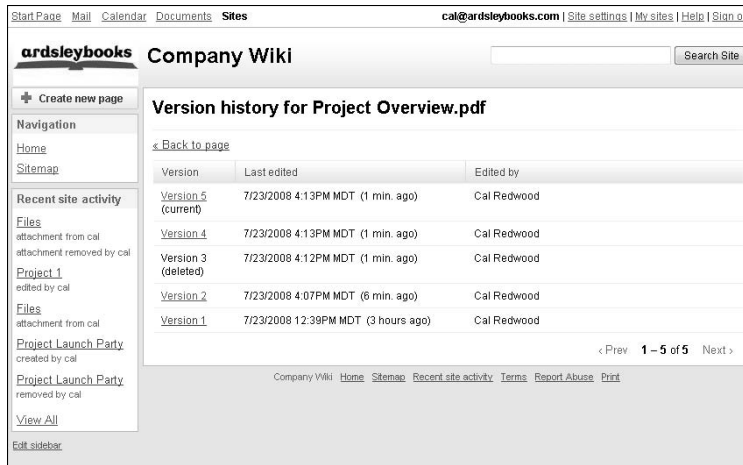 Start Page Mail Calendar Documents Sites
cal@ardsleybooks.com | Site settings | My sites | Help | Sign o
ardsleybooks
Company Wiki
Search Site
Create new page
Navigation
Home
Sitemap
Recent site activity
Files
attachment from cal
attachment removed by cal
Project 1
edited by cal
Files
attachment from cal
Project Launch Party
created by cal
Project Launch Party
removed by cal
View All
Edit sidebar
Version history for Project Overview.pdf
« Back to page
Version Last edited Edited by
Version 5 7/23/2008 4:13PM MDT (1 min. ago) Cal Redwood
(current)
Version 4 7/23/2008 4:13PM MDT (1 min. ago) Cal Redwood
Version 3 7/23/2008 4:12PM MDT (1 min. ago) Cal Redwood
(deleted)
Version 2 7/23/2008 4:07PM MDT (6 min. ago) Cal Redwood
Version 1 7/23/2008 12:39PM MDT (3 hours ago) Cal Redwood
‹ Prev 1 – 5 of 5 Next ›
Company Wiki Home Sitemap Recent site activity Terms Report Abuse Print